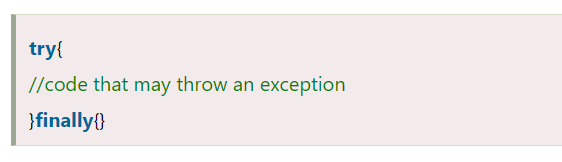 try{
//code that may throw an exception
}finally{}